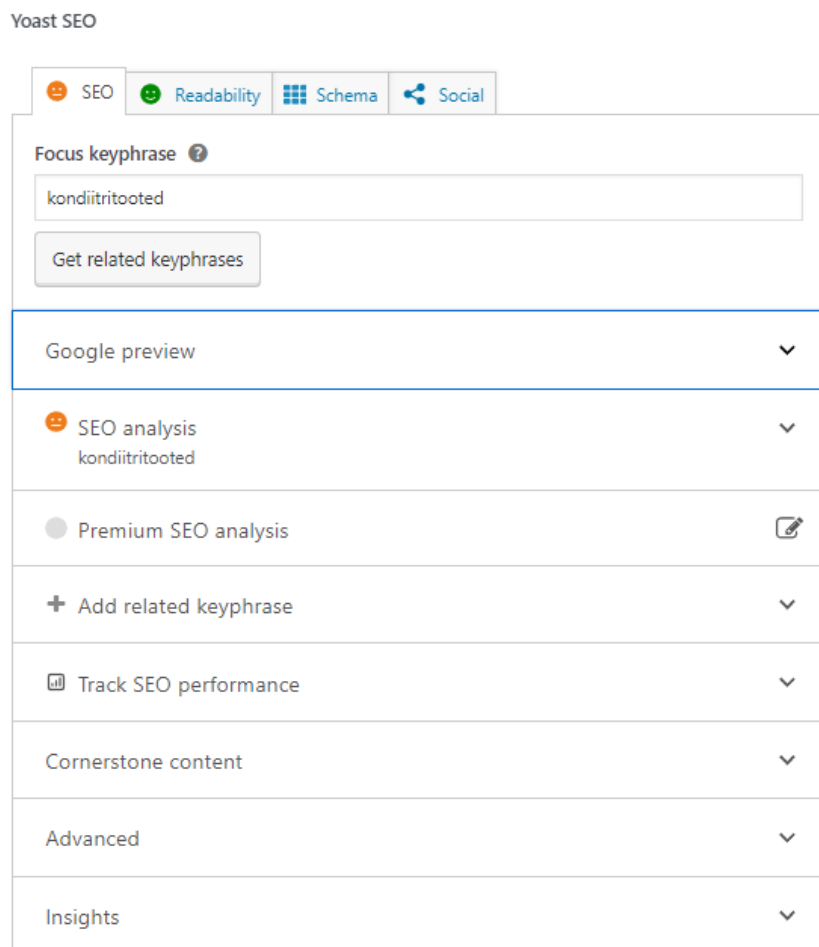 Yoast SEO
SEO
Readability
Schema
Social
Focus keyphrase ?
kondiitritooted
Get related keyphrases
Google preview
SEO analysis
kondiitritooted
Premium SEO analysis
Add related keyphrase
Track SEO performance
Cornerstone content
Advanced
Insights